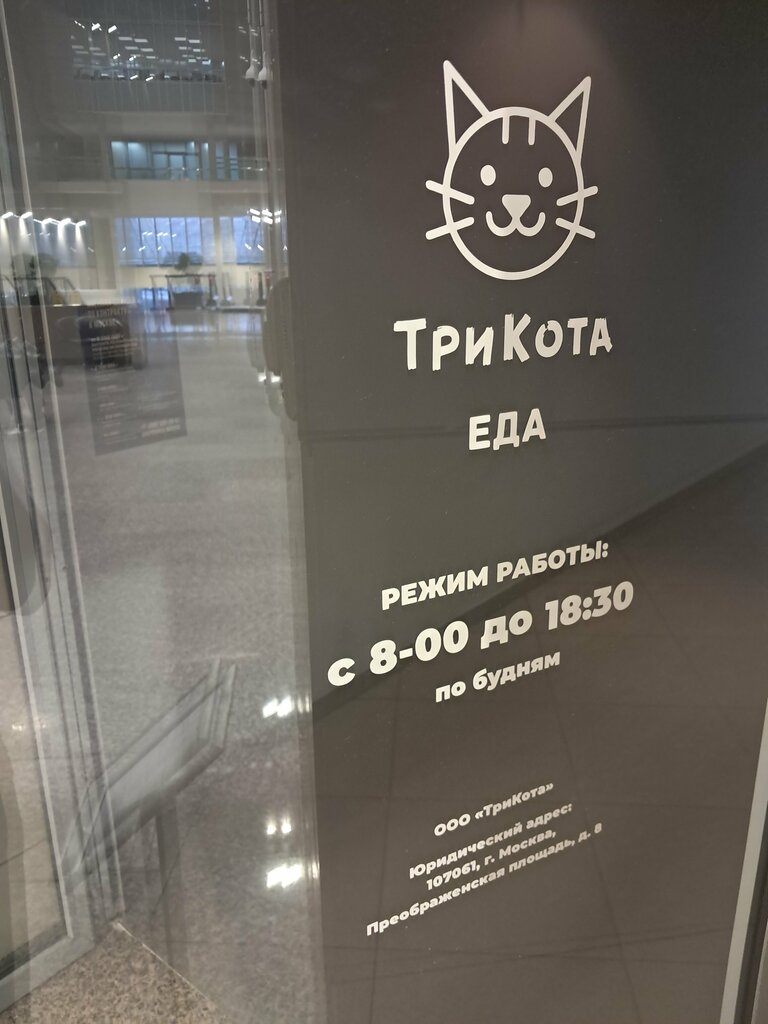 ТРИКОТА
ЕДА
РЕЖИМ РАБОТЫ:
с 8-00 до 18:30
по будням
ООО «ТриКота»
Юридический адрес:
107061, г. Москва,
Преображенская площадь, д. 8